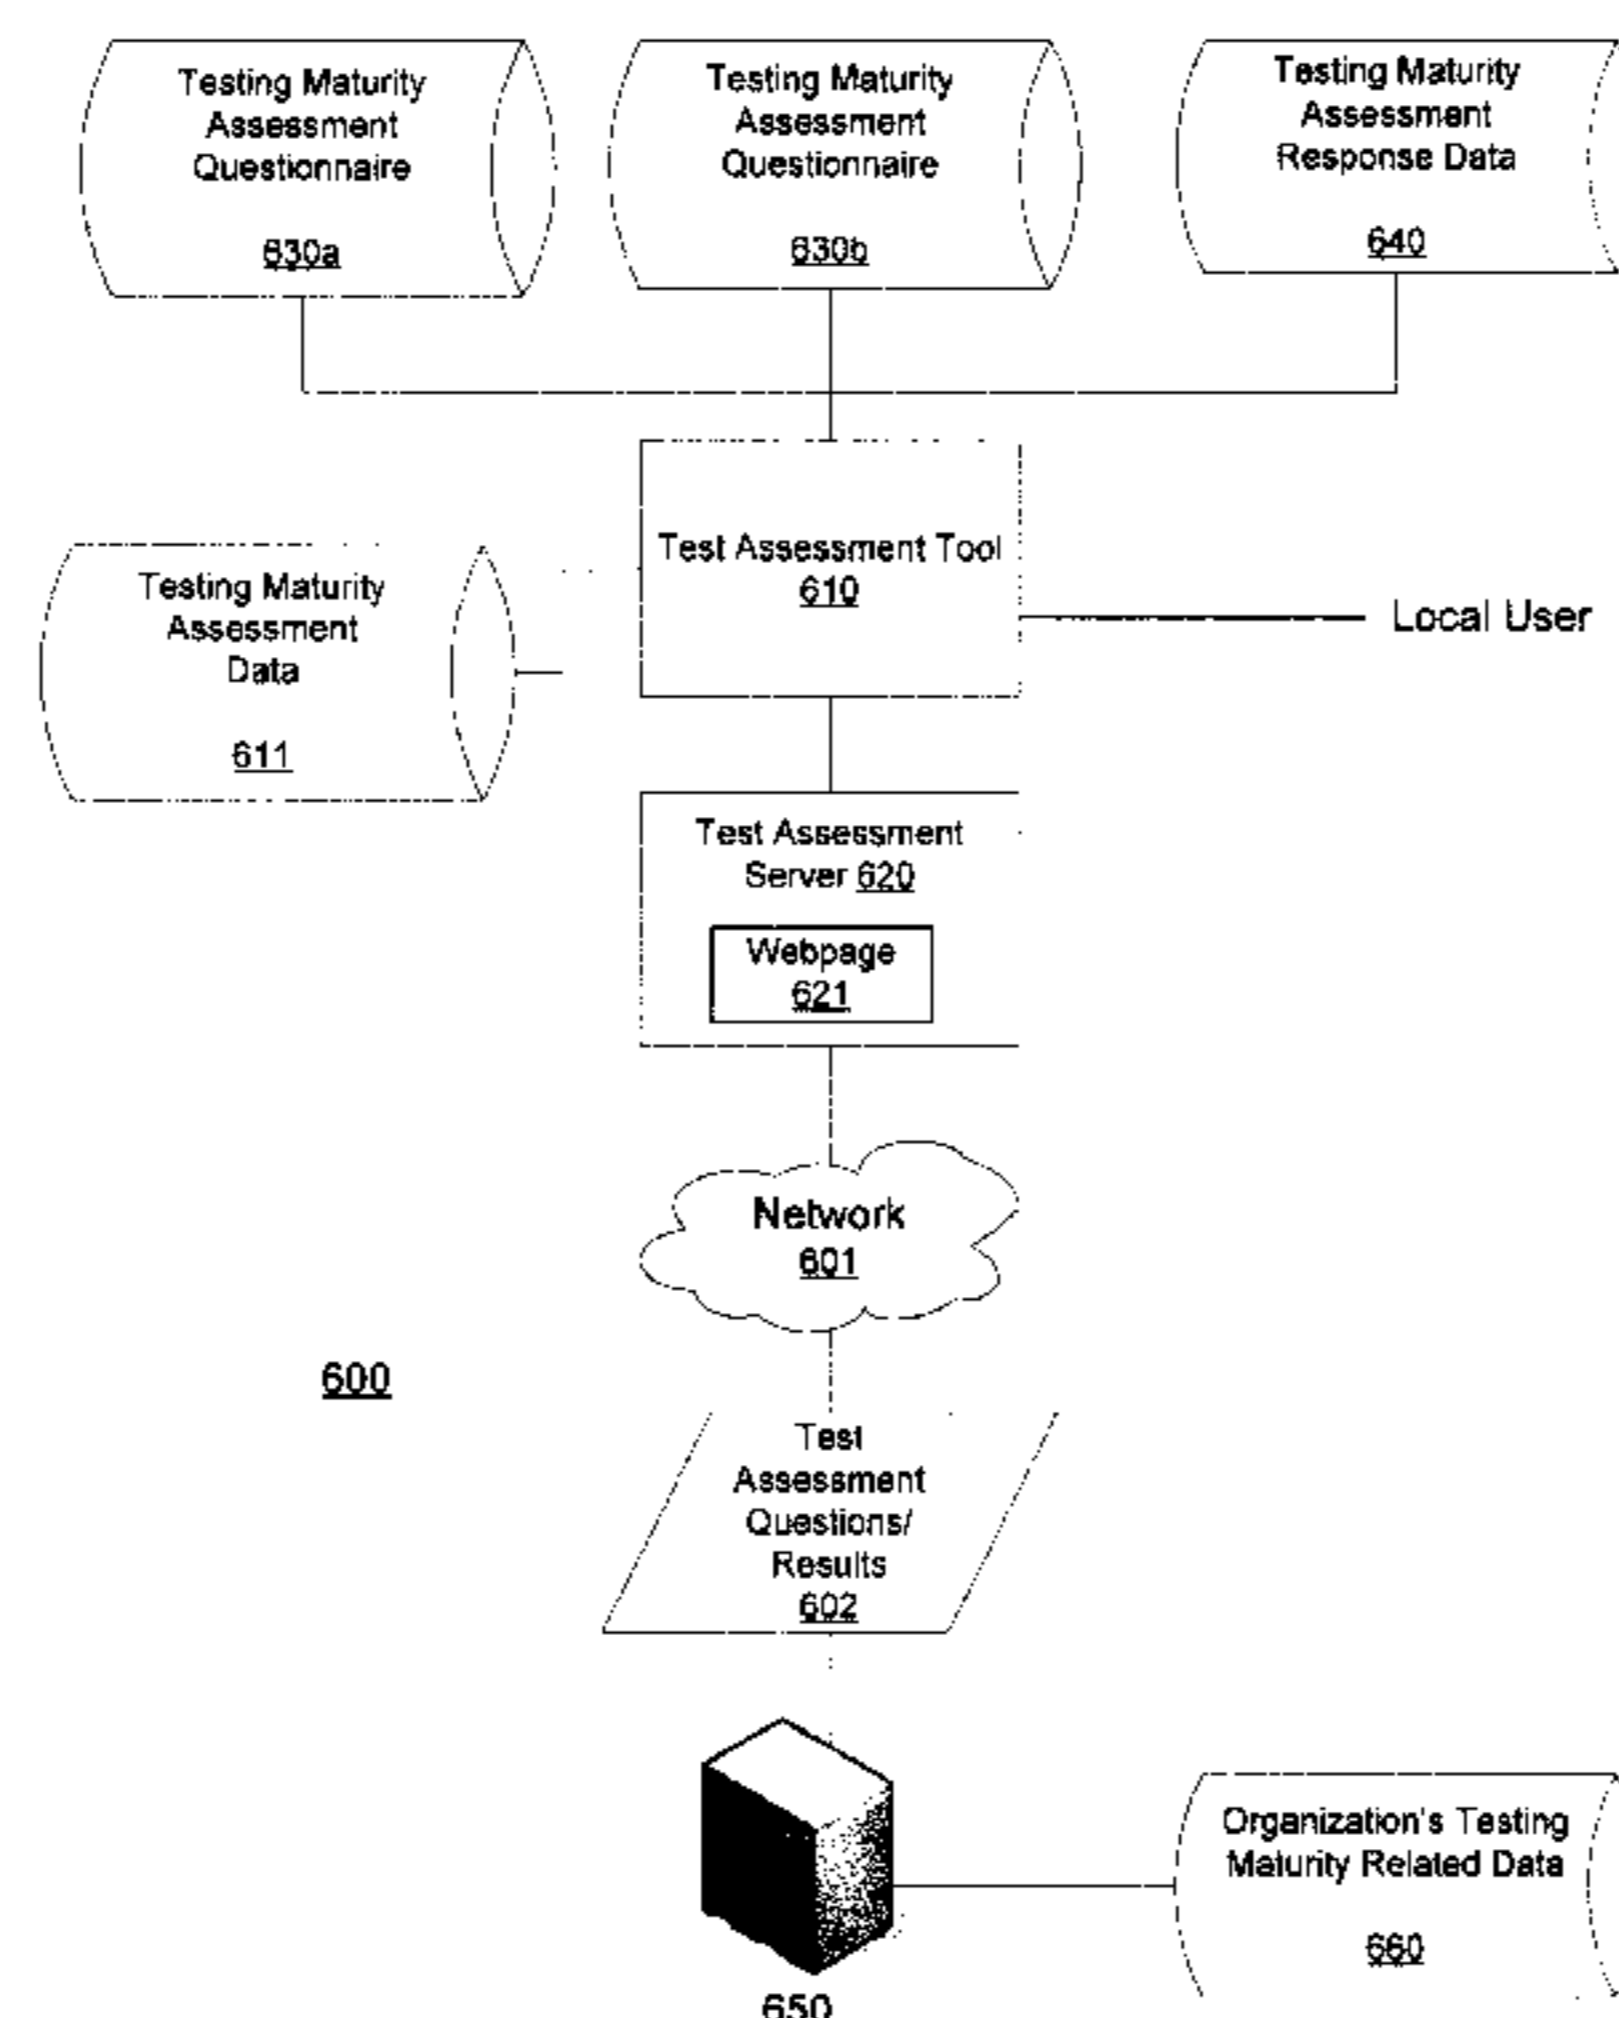 Testing Maturity
Assessment
Questionnaire
630a
Testing Maturity
Assessment
Questionnaire
630b
Testing Maturity
Assessment
Response Data
640
Test Assessment Tool
610
Local User
Testing Maturity
Assessment
Data
611
Test Assessment
Server 620
Webpage
621
Network
601
600
Test
Assessment
Questions/
Results
602
Organization's Testing
Maturity Related Data
660
650